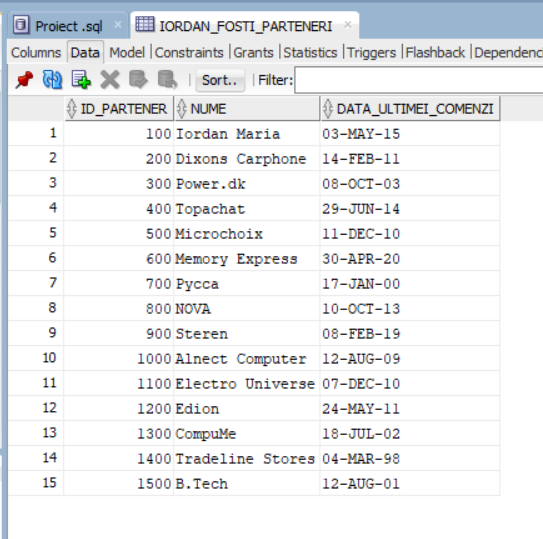 Proiect .sql × IORDAN_FOSTI_PARTENERI ×
Columns Data Model Constraints Grants Statistics Triggers Flashback Dependenc
Sort.. Filter:
ID_PARTENER NUME DATA_ULTIMEI_COMENZI
1 100 Iordan Maria 03-MAY-15
2 200 Dixons Carphone 14-FEB-11
3 300 Power.dk 08-OCT-03
4 400 Topachat 29-JUN-14
5 500 Microchoix 11-DEC-10
6 600 Memory Express 30-APR-20
7 700 Pycca 17-JAN-00
8 800 NOVA 10-OCT-13
9 900 Steren 08-FEB-19
10 1000 Alnect Computer 12-AUG-09
11 1100 Electro Universe 07-DEC-10
12 1200 Edion 24-MAY-11
13 1300 CompuMe 18-JUL-02
14 1400 Tradeline Stores 04-MAR-98
15 1500 B.Tech 12-AUG-01